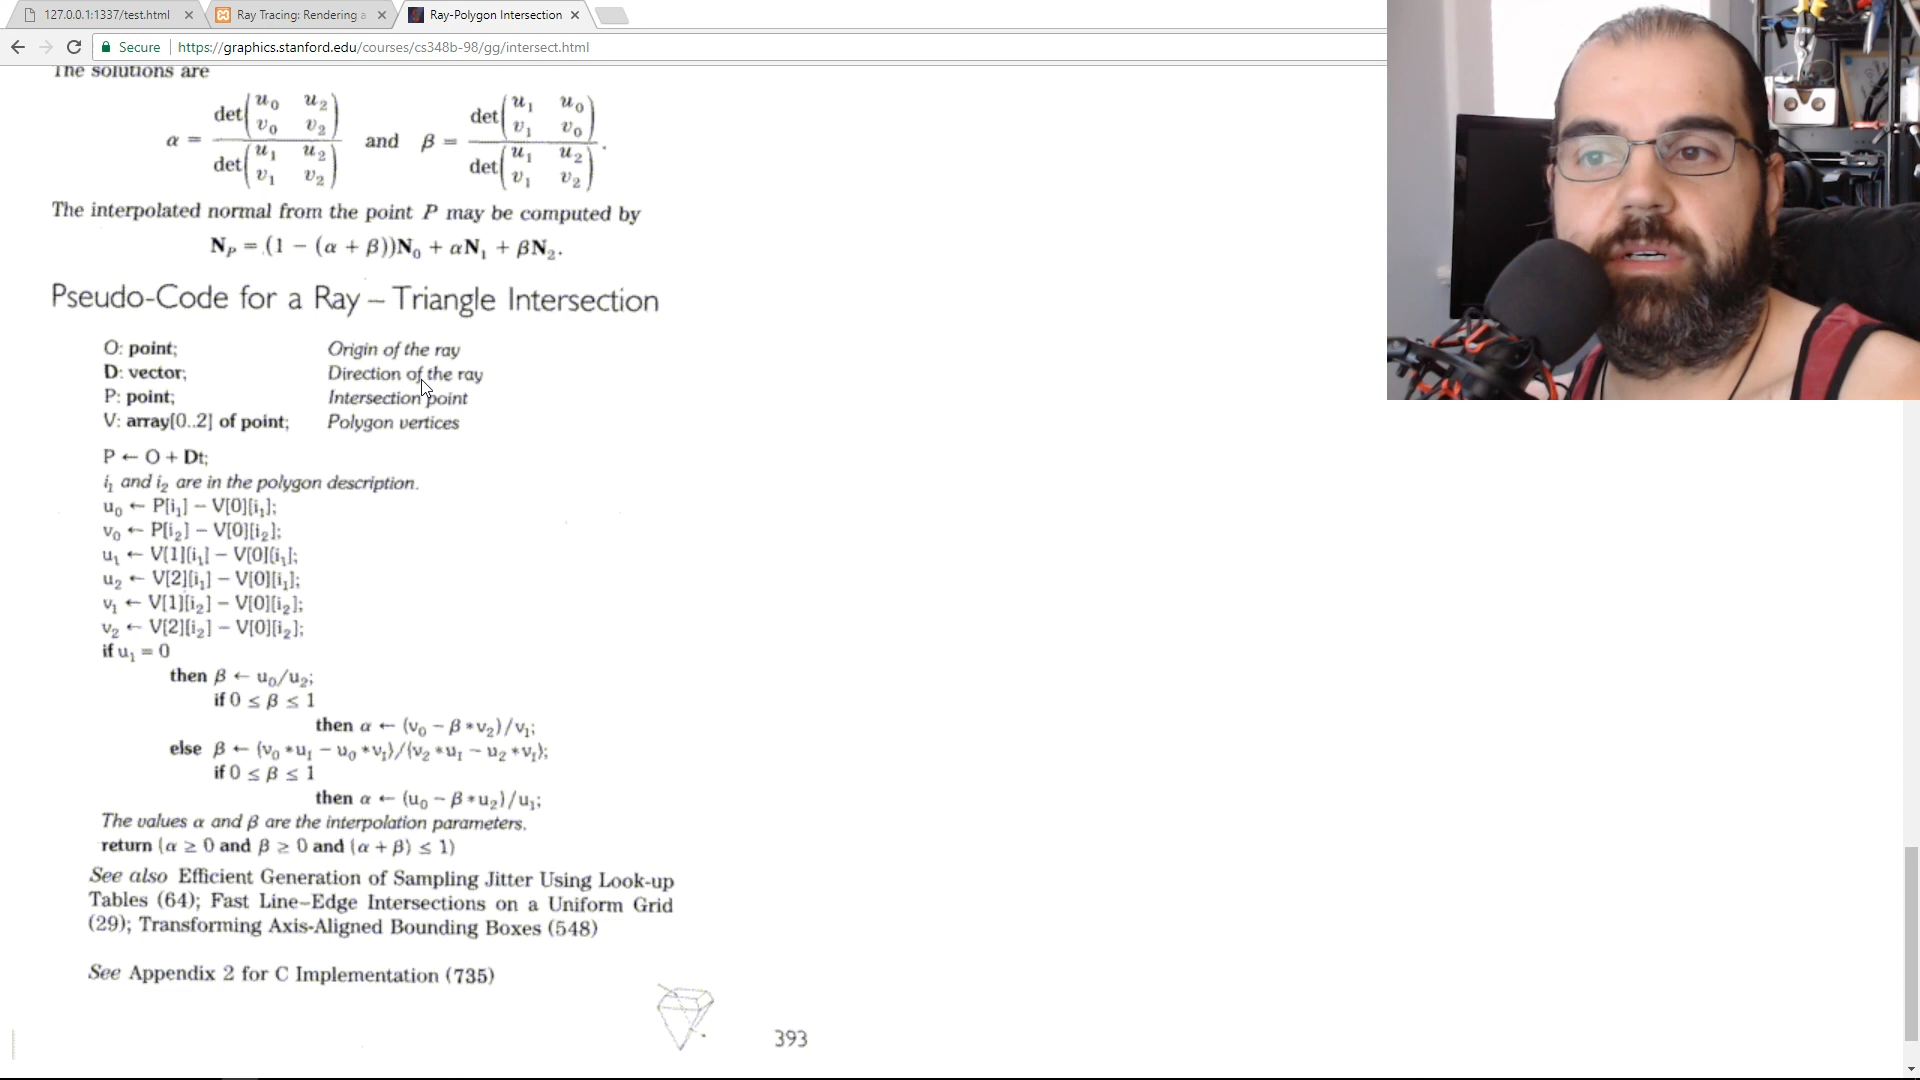 127.0.0.1:1337/test.html
Ray Tracing: Rendering a
Ray-Polygon Intersection
Secure
https://graphics.stanford.edu/courses/cs348b-98/gg/intersect.html
The solutions are
α = det(u₀ u₂ v₀ v₂) / det(u₁ u₂ v₁ v₂) and β = det(u₁ u₀ v₁ v₀) / det(u₁ u₂ v₁ v₂).
The interpolated normal from the point P may be computed by
N_P = (1 − (α + β))N₀ + αN₁ + βN₂.
Pseudo-Code for a Ray – Triangle Intersection
O: point; Origin of the ray
D: vector; Direction of the ray
P: point; Intersection point
V: array[0..2] of point; Polygon vertices
P ← O + Dt;
i₁ and i₂ are in the polygon description.
u₀ ← P[i₁] − V[0][i₁];
v₀ ← P[i₂] − V[0][i₂];
u₁ ← V[1][i₁] − V[0][i₁];
u₂ ← V[2][i₁] − V[0][i₁];
v₁ ← V[1][i₂] − V[0][i₂];
v₂ ← V[2][i₂] − V[0][i₂];
if u₁ = 0
then β ← u₀/u₂;
if 0 ≤ β ≤ 1
then α ← (v₀ − β * v₂)/v₁;
else β ← (v₀ * u₁ − u₀ * v₁)/(v₂ * u₁ − u₂ * v₁);
if 0 ≤ β ≤ 1
then α ← (u₀ − β * u₂)/u₁;
The values α and β are the interpolation parameters.
return (α ≥ 0 and β ≥ 0 and (α + β) ≤ 1)
See also Efficient Generation of Sampling Jitter Using Look-up
Tables (64); Fast Line–Edge Intersections on a Uniform Grid
(29); Transforming Axis-Aligned Bounding Boxes (548)
See Appendix 2 for C Implementation (735)
393